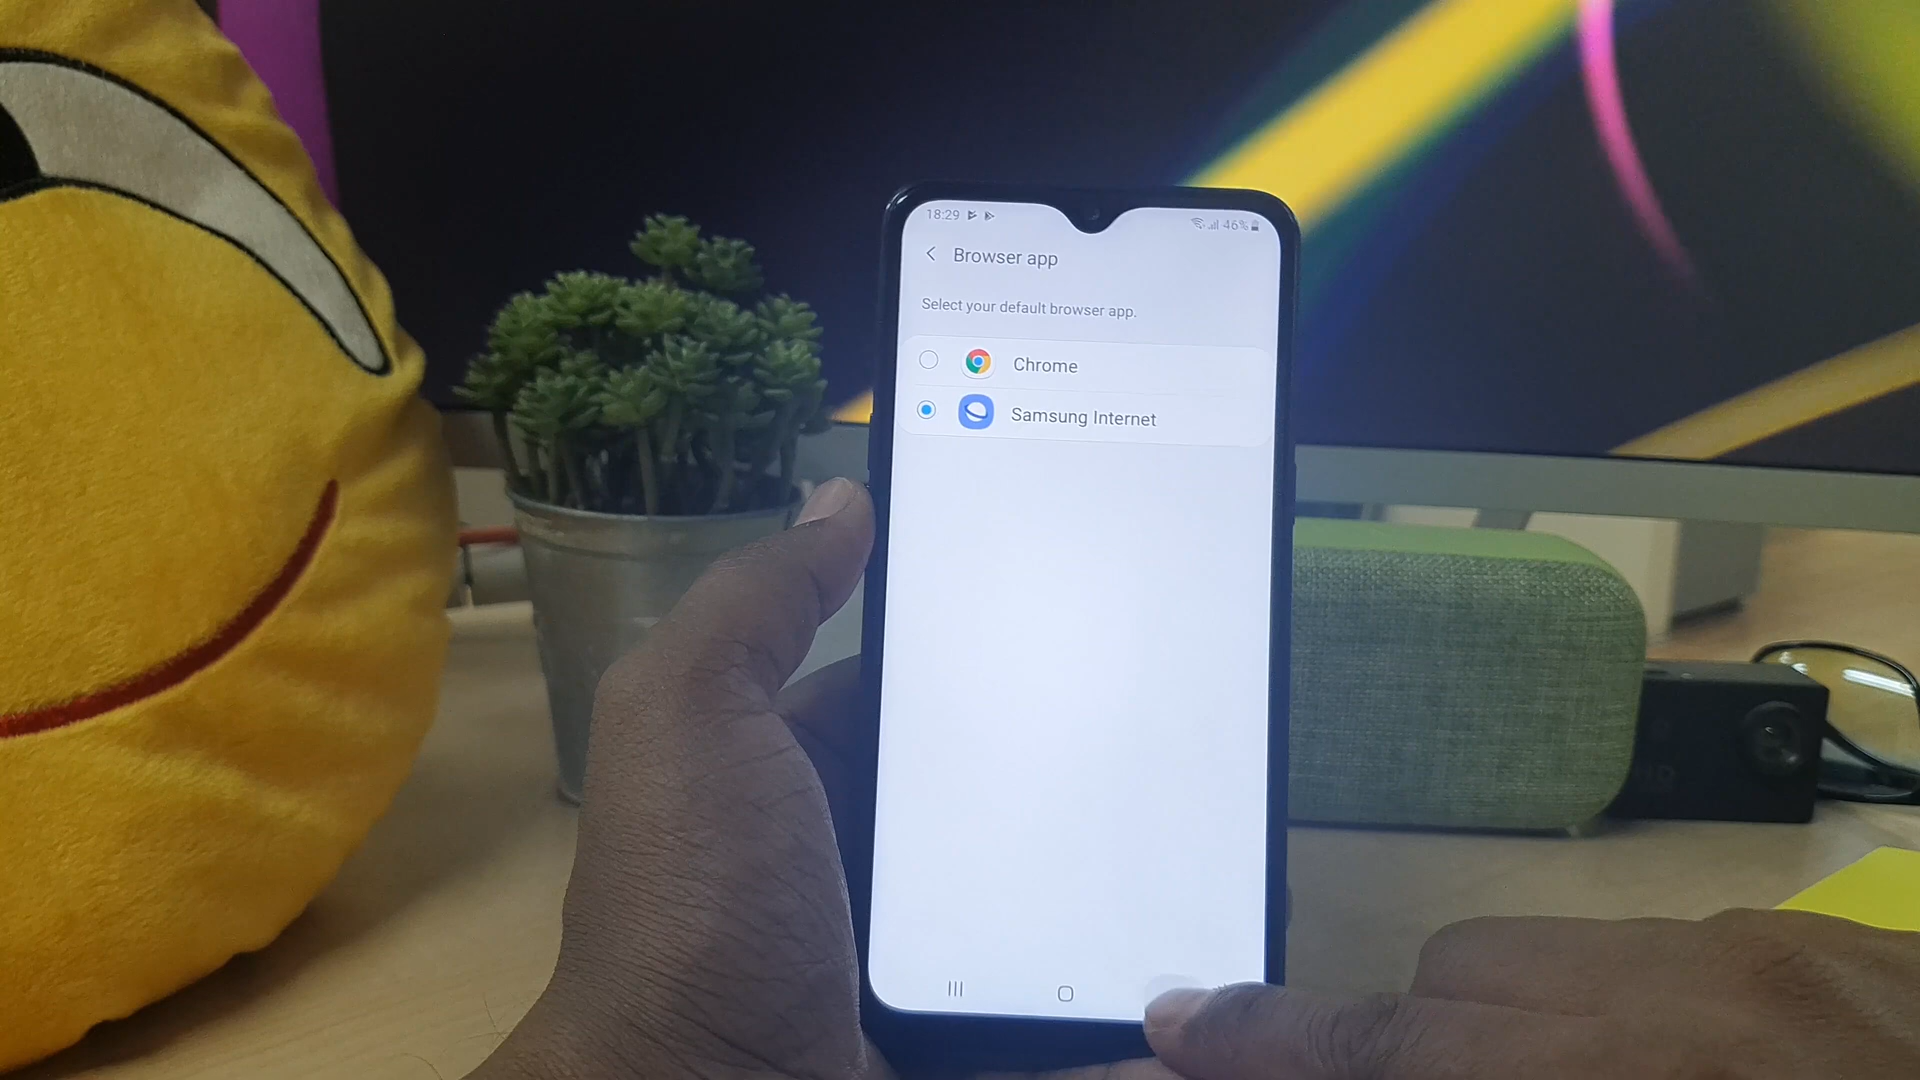 18:29
46%
Browser app
Select your default browser app.
Chrome
Samsung Internet